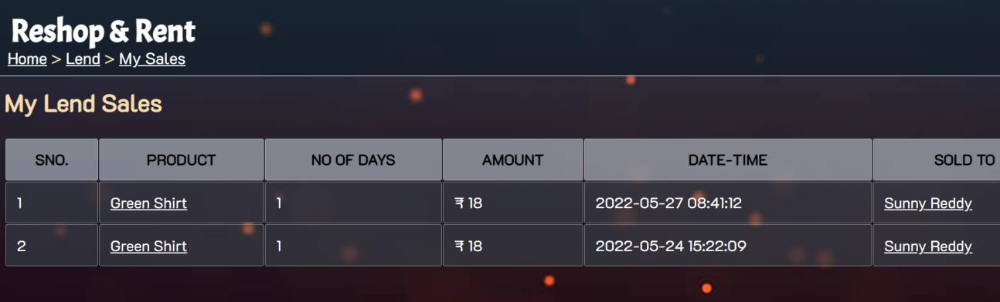 Reshop & Rent
Home > Lend > My Sales
My Lend Sales
SNO. PRODUCT NO OF DAYS AMOUNT DATE-TIME SOLD TO
1 Green Shirt 1 ₹ 18 2022-05-27 08:41:12 Sunny Reddy
2 Green Shirt 1 ₹ 18 2022-05-24 15:22:09 Sunny Reddy